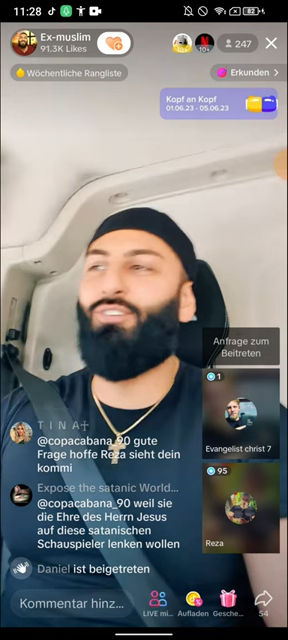 11:28
Ex-muslim
91.3K Likes
10+
10+
247
Wöchentliche Rangliste
Erkunden >
Kopf an Kopf
01.06.23 - 05.06.23
Anfrage zum
Beitreten
1
Evangelist christ 7
95
Reza
T I N A☥
@copacabana_90 gute
Frage hoffe Reza sieht dein
kommi
Expose the satanic World...
@copacabana_90 weil sie
die Ehre des Herrn Jesus
auf diese satanischen
Schauspieler lenken wollen
Daniel ist beigetreten
Kommentar hinz...
LIVE mi...
Aufladen
Gesche...
54